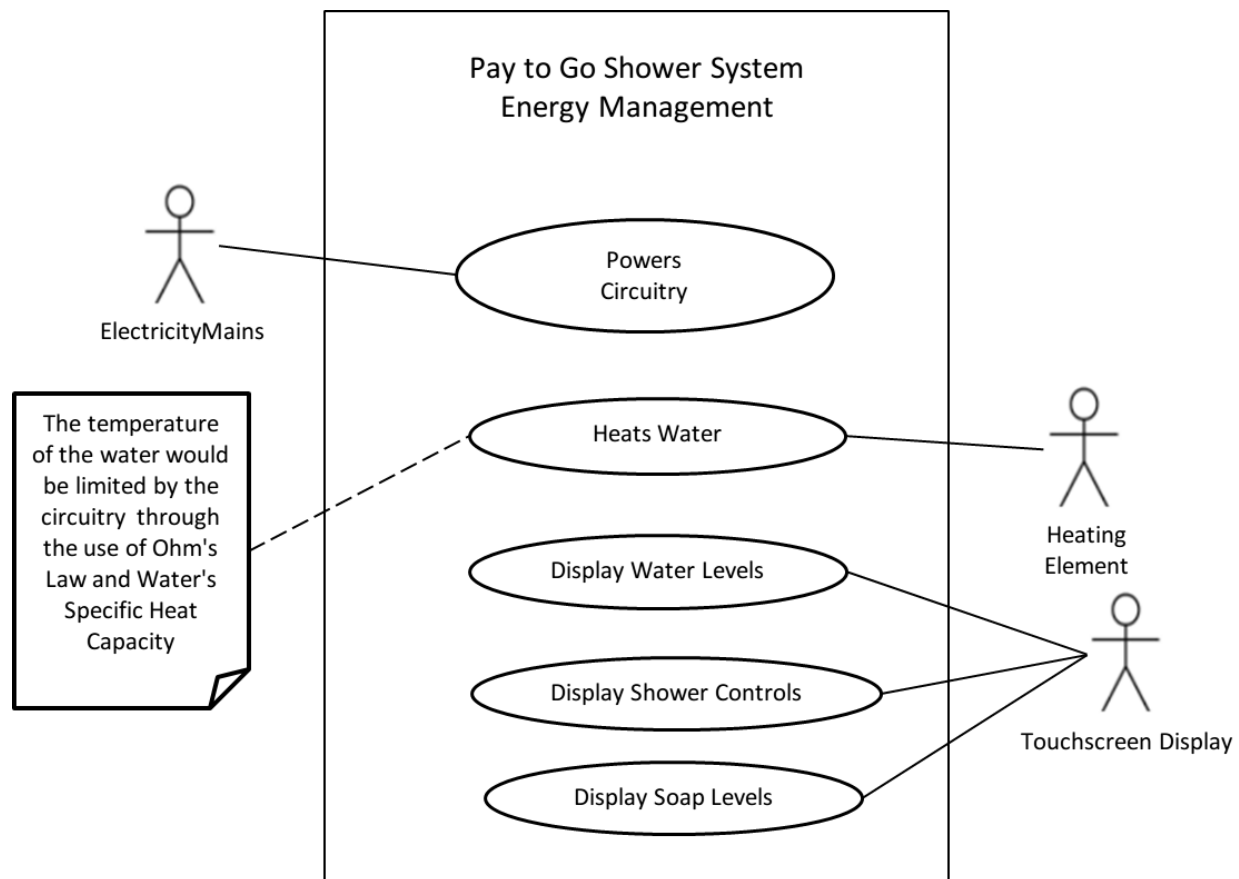 Pay to Go Shower System
Energy Management
Powers
Circuitry
ElectricityMains
The temperature
of the water would
be limited by the
circuitry through
the use of Ohm's
Law and Water's
Specific Heat
Capacity
Heats Water
Heating
Element
Display Water Levels
Display Shower Controls
Touchscreen Display
Display Soap Levels